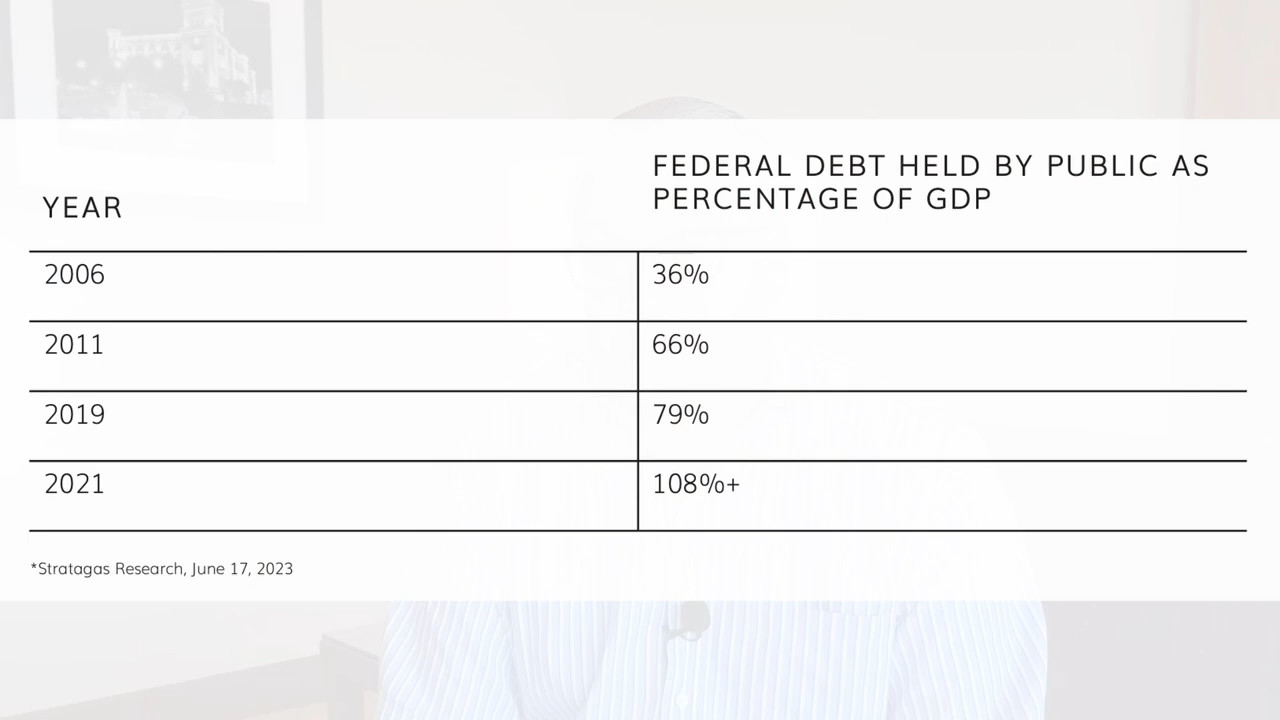 YEAR
FEDERAL DEBT HELD BY PUBLIC AS
PERCENTAGE OF GDP
2006 36%
2011 66%
2019 79%
2021 108%+
*Stratagas Research, June 17, 2023